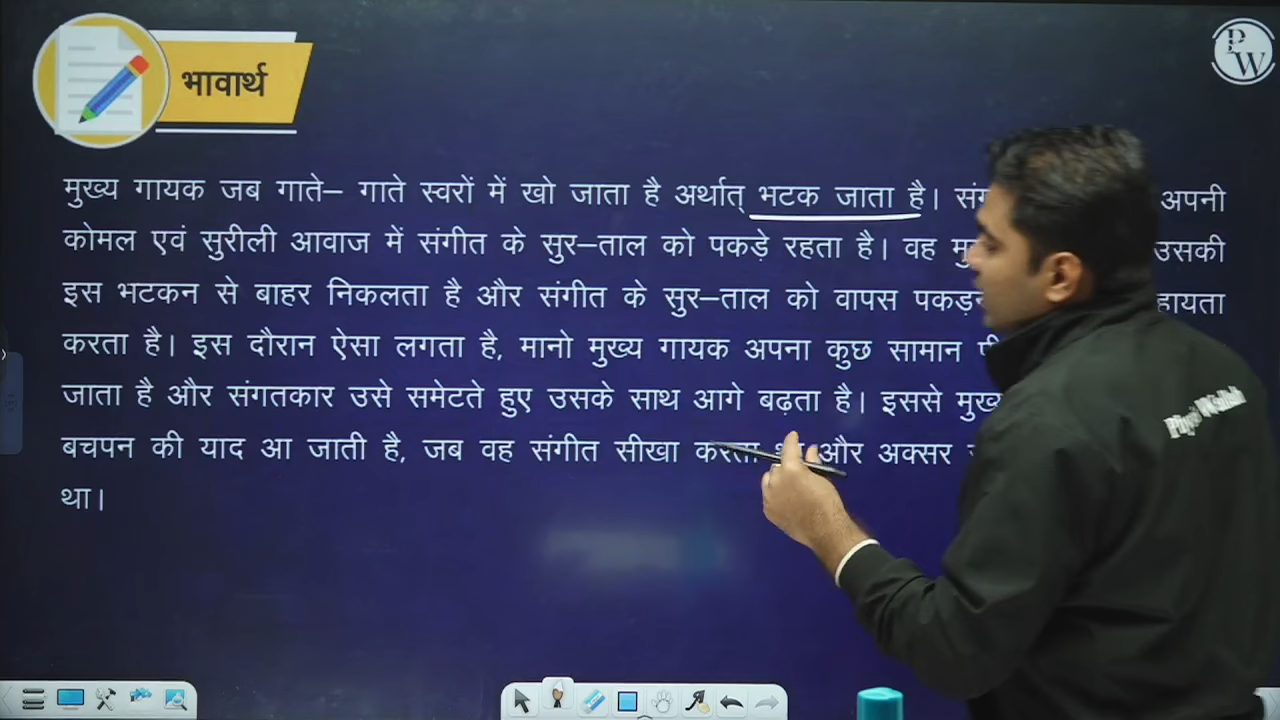 भावार्थ
PW
मुख्य गायक जब गाते– गाते स्वरों में खो जाता है अर्थात् भटक जाता है। अपनी
कोमल एवं सुरीली आवाज में संगीत के सुर–ताल को पकड़े रहता है। वह उसकी
इस भटकन से बाहर निकलता है और संगीत के सुर–ताल को वापस
करता है। इस दौरान ऐसा लगता है, मानो मुख्य गायक अपना कुछ सामान
जाता है और संगतकार उसे समेटते हुए उसके साथ आगे बढ़ता है। इससे
बचपन की याद आ जाती है, जब वह संगीत सीखा करता और अक्सर
था।